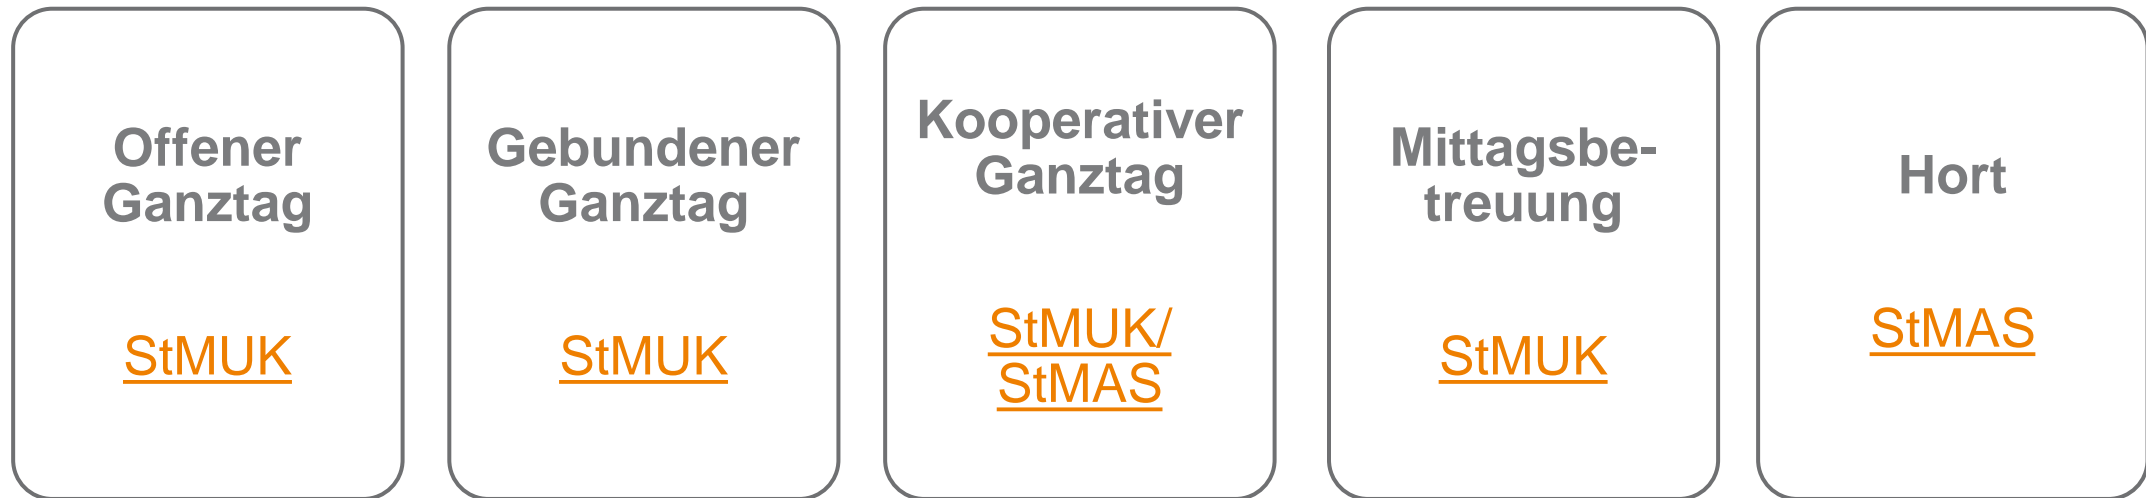 Offener
Ganztag
StMUK
Gebundener
Ganztag
StMUK
Kooperativer
Ganztag
StMUK/
StMAS
Mittagsbe-
treuung
StMUK
Hort
StMAS